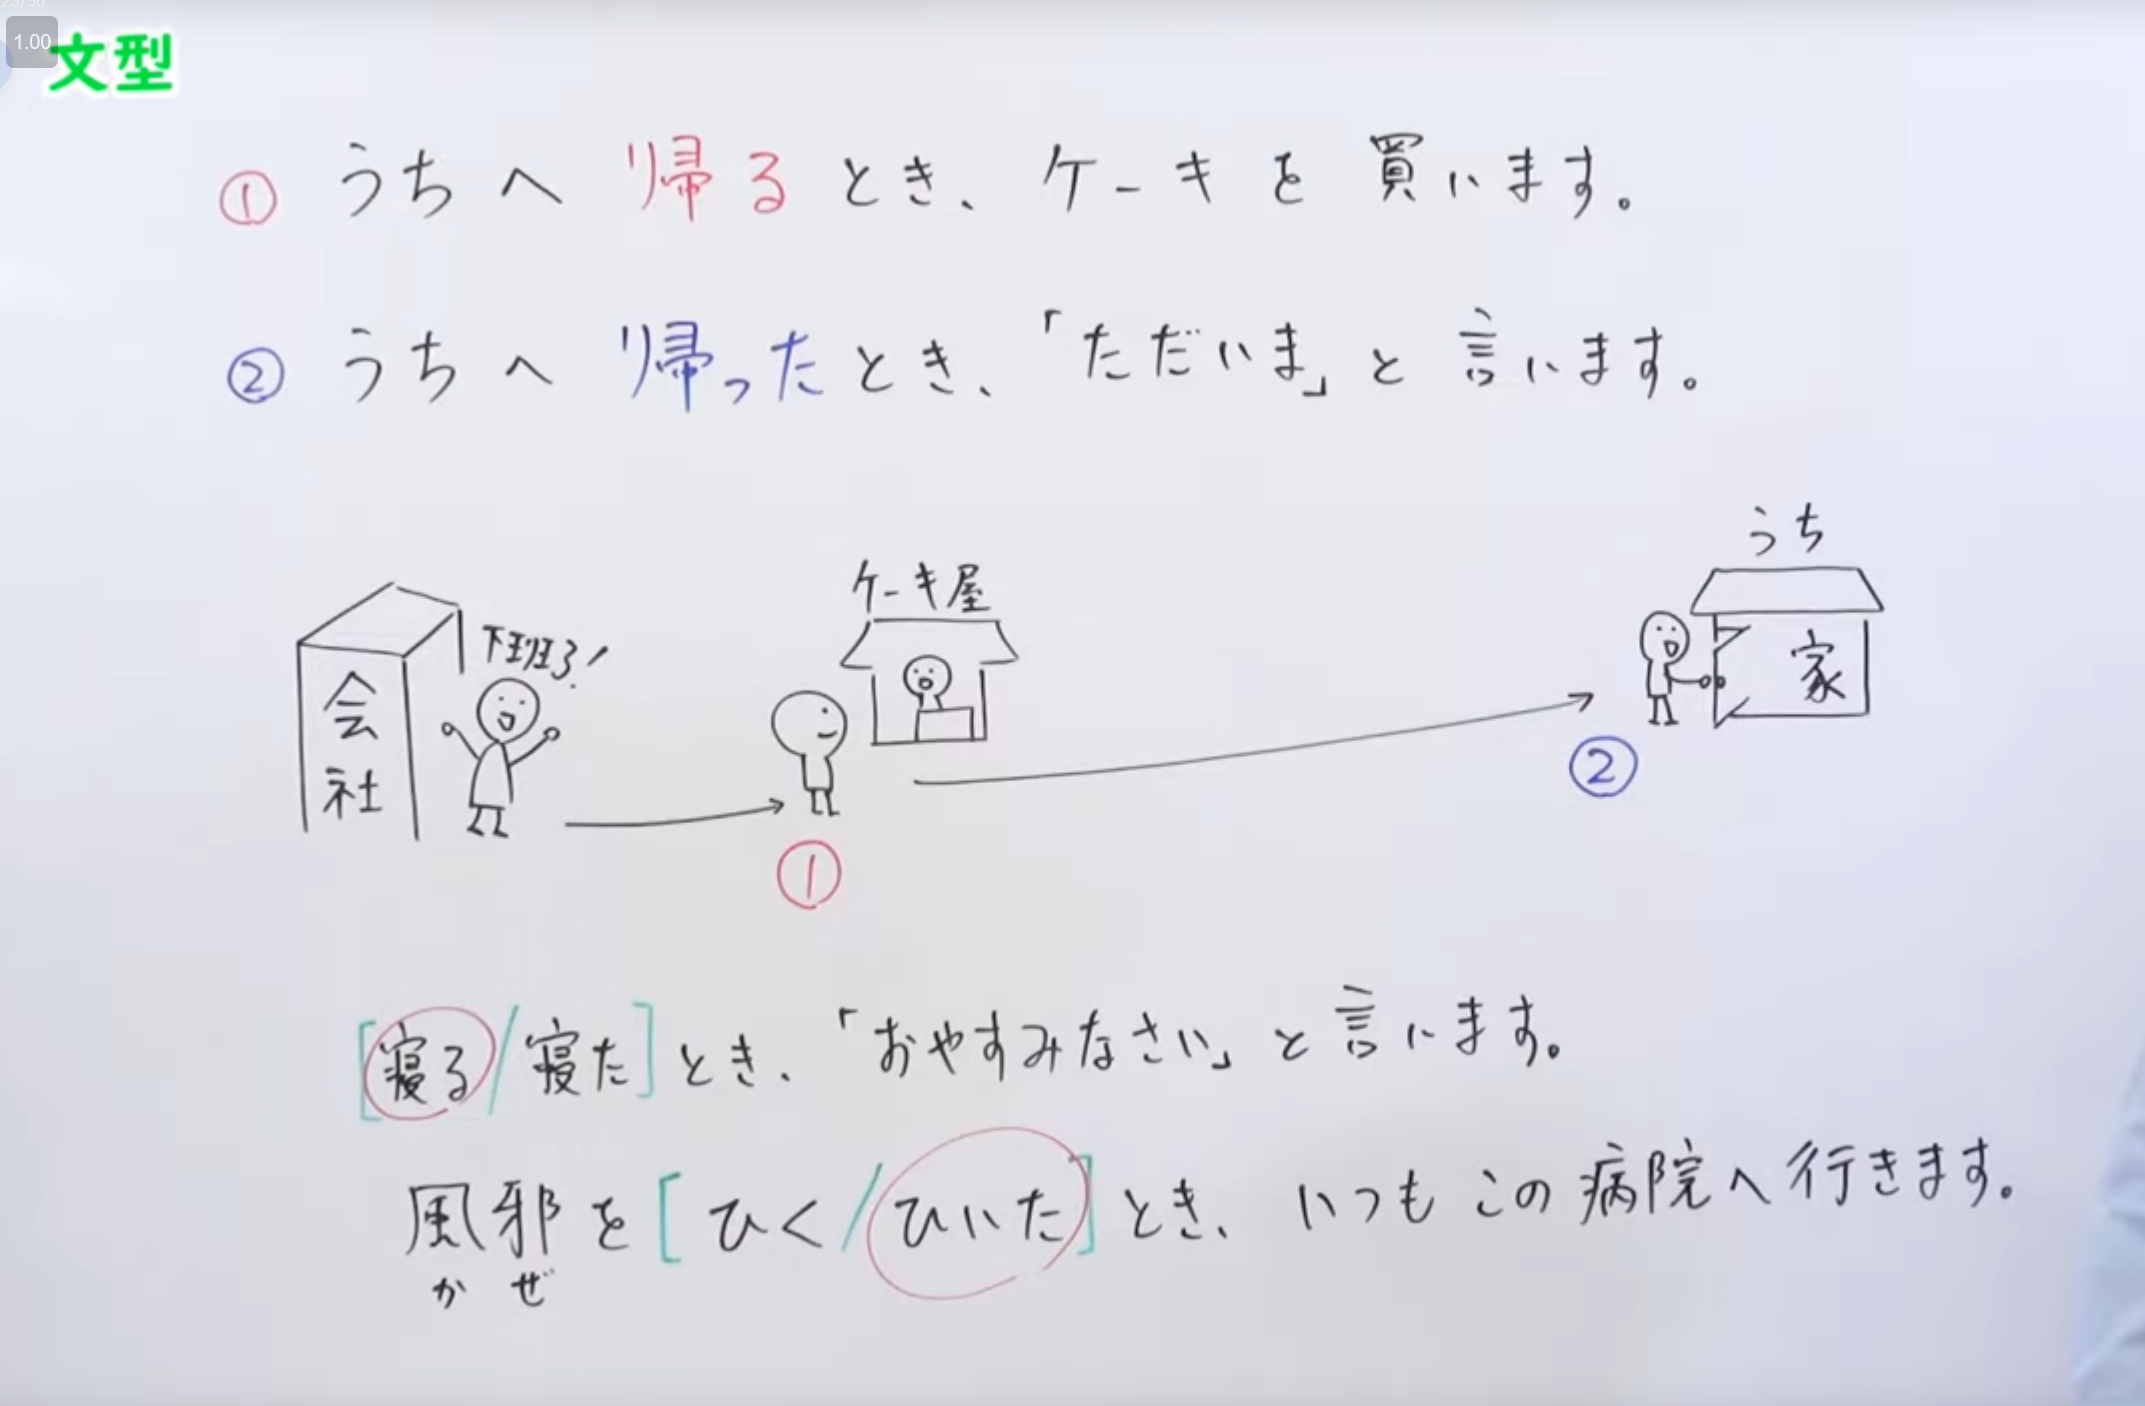 23/50
1.00
文型
① うちへ 帰るとき、ケーキを買います。
② うちへ 帰ったとき、「ただいま」と言います。
うち
ケーキ屋
下班了!
会社
家
①
②
[寝る/寝た]とき、「おやすみなさい」と言います。
風邪を[ひく/ひいた]とき、いつもこの病院へ行きます。
かぜ